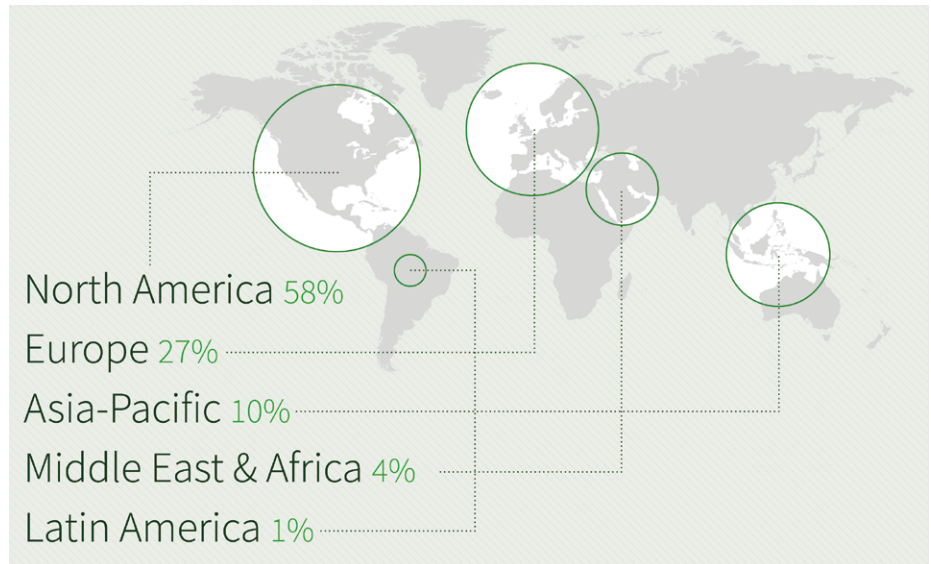 North America 58%
Europe 27%
Asia-Pacific 10%
Middle East & Africa 4%
Latin America 1%